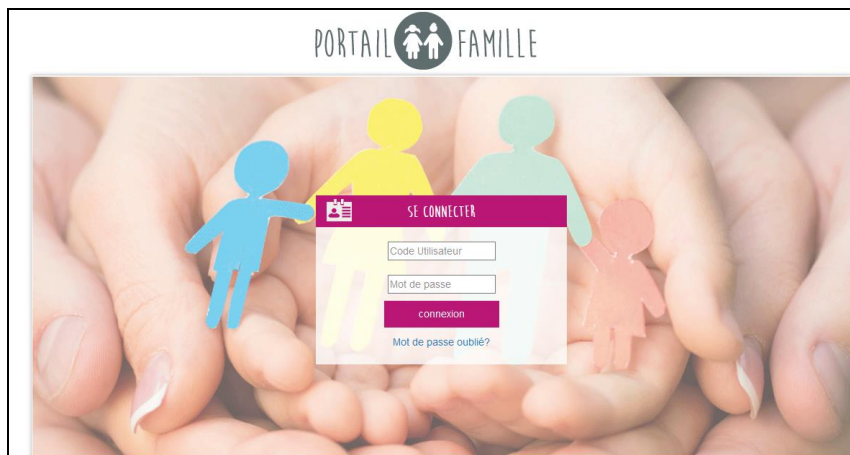 PORTAIL FAMILLE
SE CONNECTER
Code Utilisateur
Mot de passe
connexion
Mot de passe oublié?